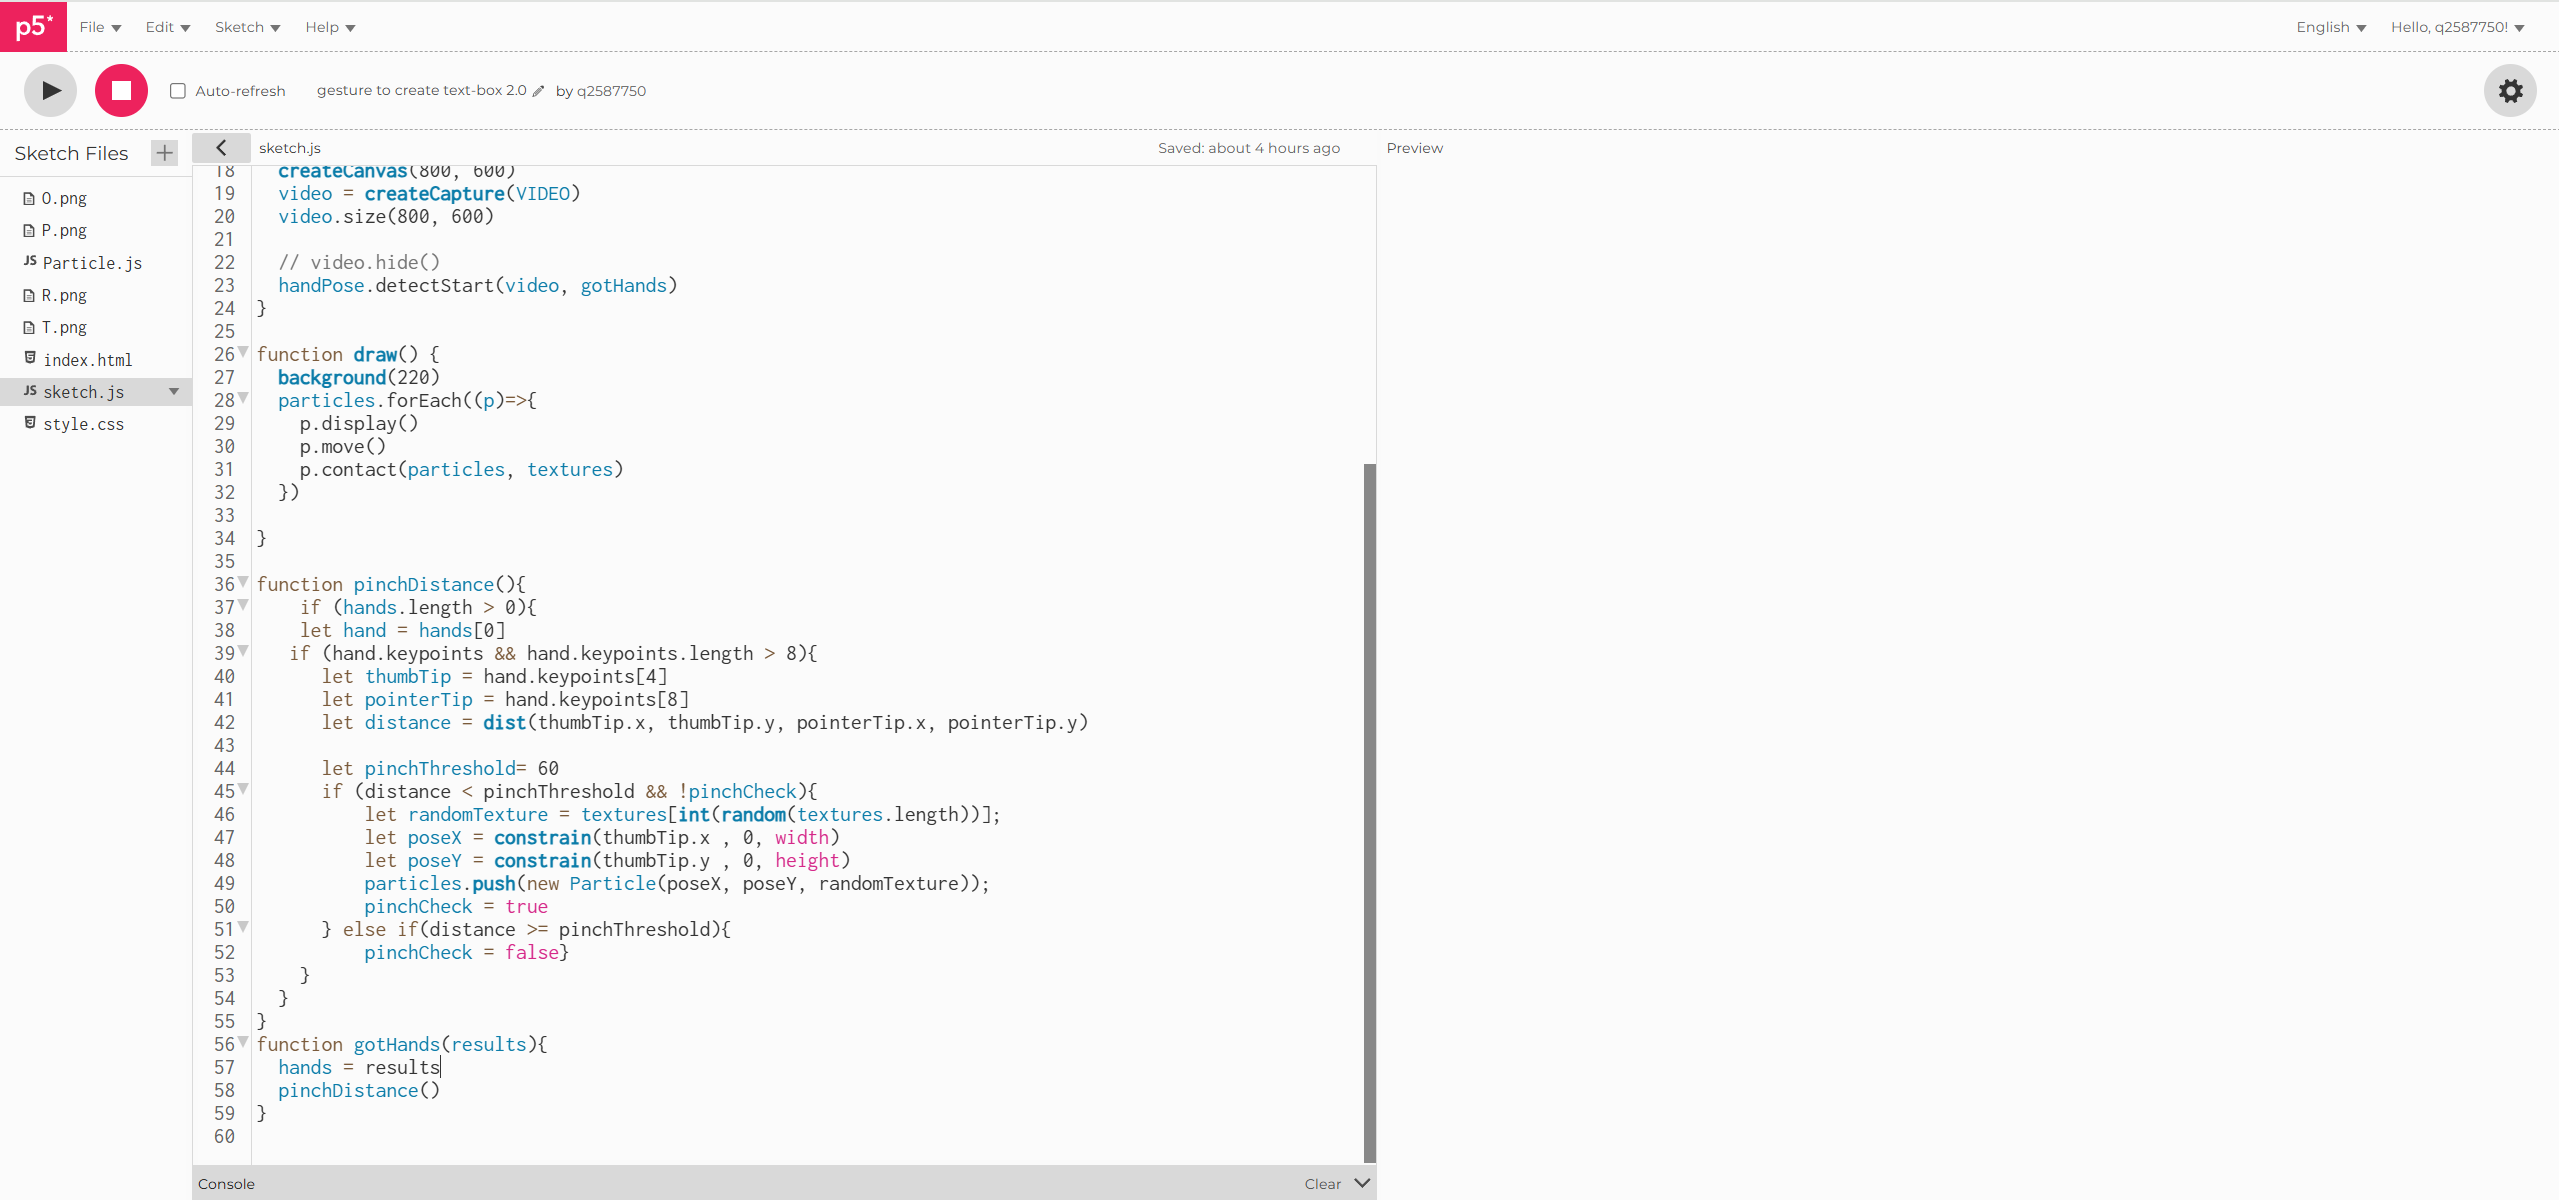 p5* File Edit Sketch Help English Hello, q2587750!
Auto-refresh gesture to create text-box 2.0 by q2587750
Sketch Files
O.png
P.png
JS Particle.js
R.png
T.png
index.html
JS sketch.js
style.css
sketch.js Saved: about 4 hours ago
18 createCanvas(800, 600)
19 video = createCapture(VIDEO)
20 video.size(800, 600)
21
22 // video.hide()
23 handPose.detectStart(video, gotHands)
24 }
25
26 function draw() {
27 background(220)
28 particles.forEach((p)=>{
29 p.display()
30 p.move()
31 p.contact(particles, textures)
32 })
33
34 }
35
36 function pinchDistance(){
37 if (hands.length > 0){
38 let hand = hands[0]
39 if (hand.keypoints && hand.keypoints.length > 8){
40 let thumbTip = hand.keypoints[4]
41 let pointerTip = hand.keypoints[8]
42 let distance = dist(thumbTip.x, thumbTip.y, pointerTip.x, pointerTip.y)
43
44 let pinchThreshold= 60
45 if (distance < pinchThreshold && !pinchCheck){
46 let randomTexture = textures[int(random(textures.length))];
47 let poseX = constrain(thumbTip.x , 0, width)
48 let poseY = constrain(thumbTip.y , 0, height)
49 particles.push(new Particle(poseX, poseY, randomTexture));
50 pinchCheck = true
51 } else if(distance >= pinchThreshold){
52 pinchCheck = false}
53 }
54 }
55 }
56 function gotHands(results){
57 hands = results
58 pinchDistance()
59 }
60
Console Clear
Preview